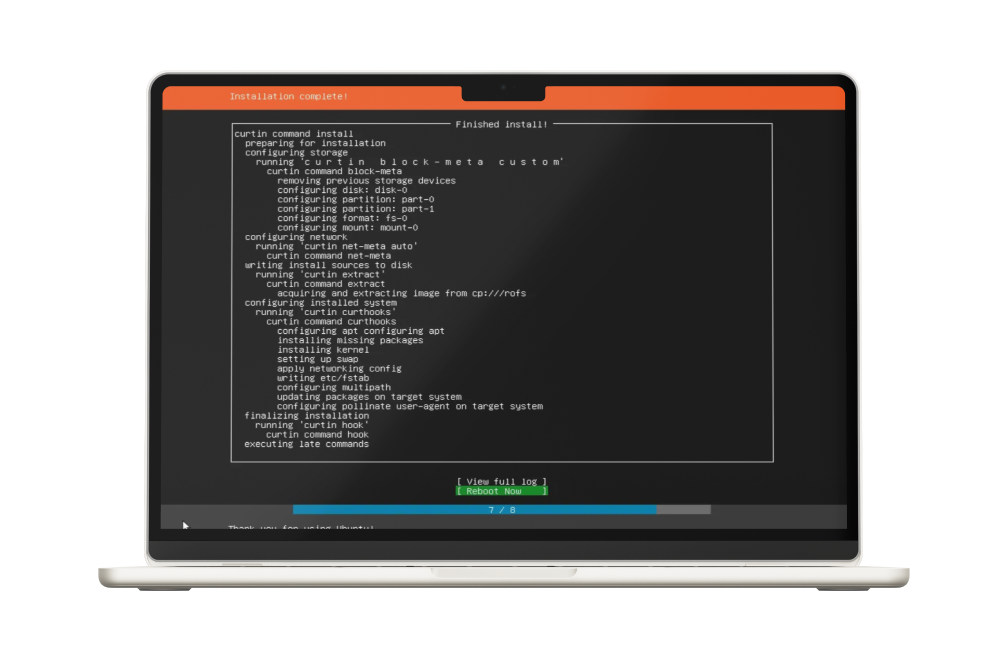 Installation complete!
Finished install!
curtin command install
preparing for installation
configuring storage
running 'curtin block-meta custom'
curtin command block-meta
removing previous storage devices
configuring disk: disk-0
configuring partition: part-0
configuring partition: part-1
configuring format: fs-0
configuring mount: mount-0
configuring network
running 'curtin net-meta auto'
curtin command net-meta
writing install sources to disk
running 'curtin extract'
curtin command extract
acquiring and extracting image from cp:///rofs
configuring installed system
running 'curtin curthooks'
curtin command curthooks
configuring apt configuring apt
installing missing packages
installing kernel
setting up swap
apply networking config
writing etc/fstab
configuring multipath
updating packages on target system
configuring pollinate user-agent on target system
finalizing installation
running 'curtin hook'
curtin command hook
executing late commands
[ View full log ]
[ Reboot Now ]
7 / 8
Thank you for using Ubuntu!